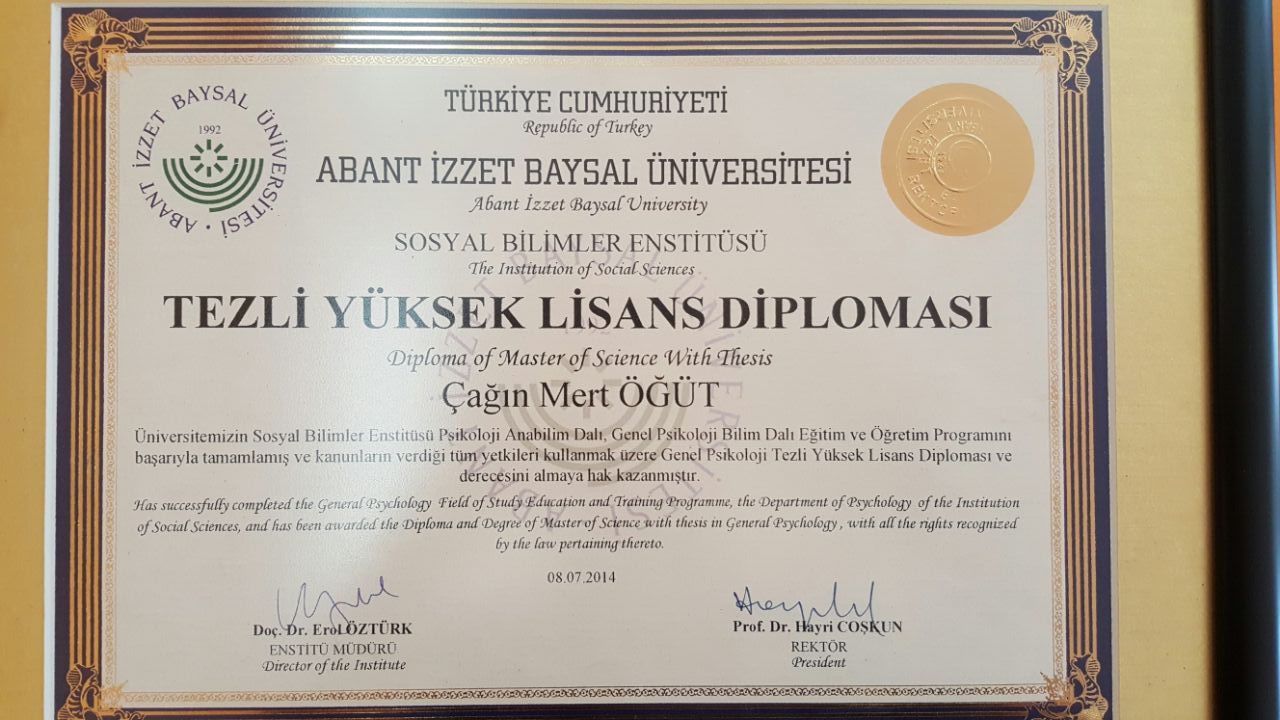 ABANT İZZET BAYSAL ÜNİVERSİTESİ
1992
TÜRKİYE CUMHURİYETİ
Republic of Turkey
ABANT İZZET BAYSAL ÜNİVERSİTESİ
Abant İzzet Baysal University
SOSYAL BİLİMLER ENSTİTÜSÜ
The Institution of Social Sciences
TEZLİ YÜKSEK LİSANS DİPLOMASI
Diploma of Master of Science With Thesis
Çağın Mert ÖĞÜT
Üniversitemizin Sosyal Bilimler Enstitüsü Psikoloji Anabilim Dalı, Genel Psikoloji Bilim Dalı Eğitim ve Öğretim Programını
başarıyla tamamlamış ve kanunların verdiği tüm yetkileri kullanmak üzere Genel Psikoloji Tezli Yüksek Lisans Diploması ve
derecesini almaya hak kazanmıştır.
Has successfully completed the General Psychology Field of Study Education and Training Programme, the Department of Psychology of the Institution
of Social Sciences, and has been awarded the Diploma and Degree of Master of Science with thesis in General Psychology , with all the rights recognized
by the law pertaining thereto.
08.07.2014
Doç. Dr. Erol ÖZTÜRK
ENSTİTÜ MÜDÜRÜ
Director of the Institute
Prof. Dr. Hayri COŞKUN
REKTÖR
President